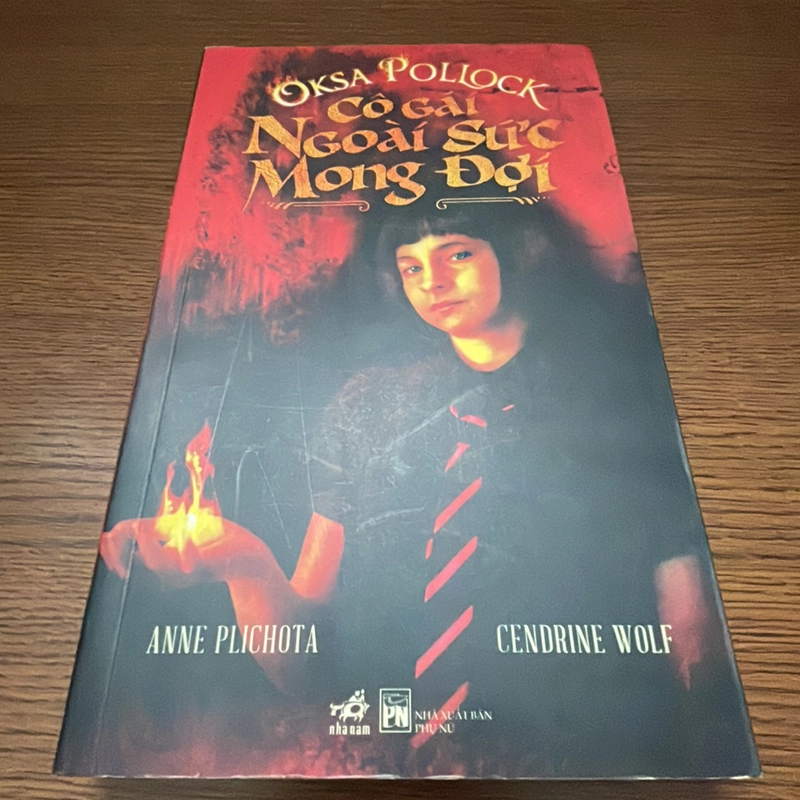 OKSA POLLOCK
CÔ GÁI
NGOÀI SỨC
MONG ĐỢI
ANNE PLICHOTA
CENDRINE WOLF
nhà nam
PN
NHÀ XUẤT BẢN
PHỤ NỮ